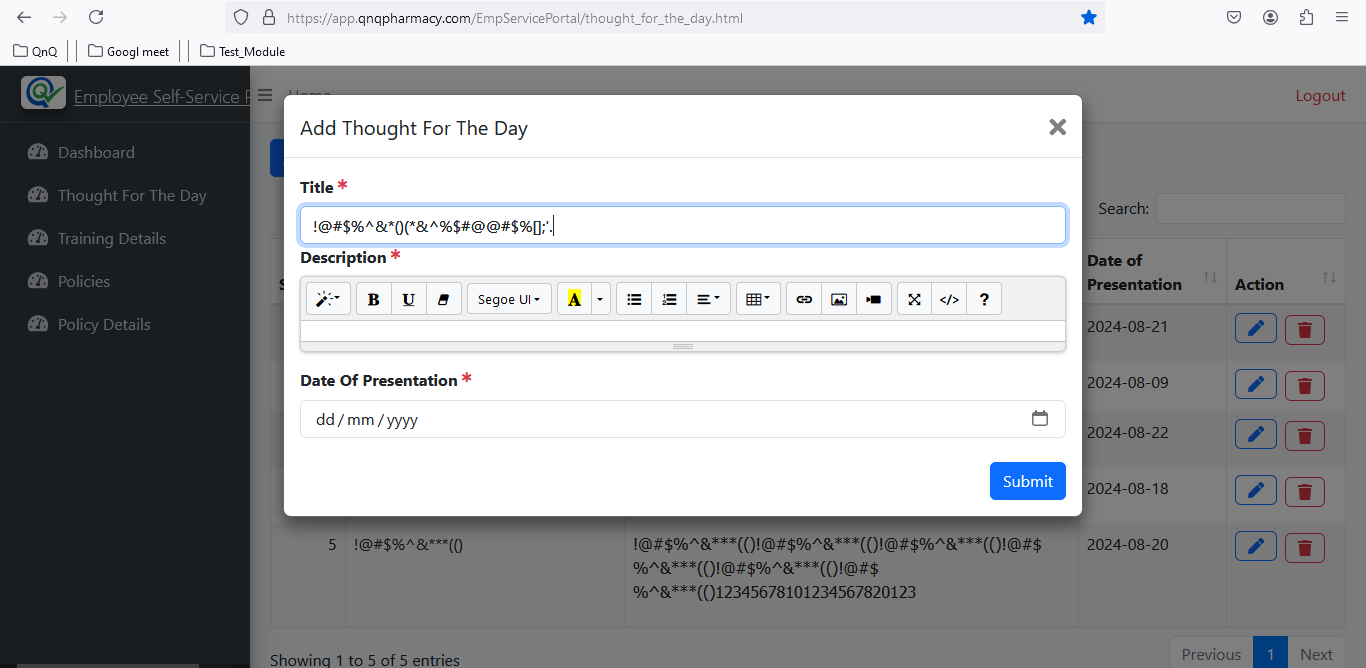 https://app.qnqpharmacy.com/EmpServicePortal/thought_for_the_day.html
QnQ
Googl meet
Test_Module
Employee Self-Service P
Home
Logout
Add Thought For The Day
Dashboard
Thought For The Day
Training Details
Policies
Policy Details
Title *
!@#$%^&*()(*&^%$#@@#$%[];'.
Search:
Description *
Date of
Presentation
Action
B U Segoe UI A </> ?
2024-08-21
Date Of Presentation *
2024-08-09
dd/mm/yyyy
2024-08-22
Submit
2024-08-18
5 !@#$%^&***(() !@#$%^&***(()!@#$%^&***(()!@#$%^&***(()!@#$ 2024-08-20
%^&***(()!@#$%^&***(()!@#$
%^&***(()12345678101234567820123
Showing 1 to 5 of 5 entries
Previous 1 Next